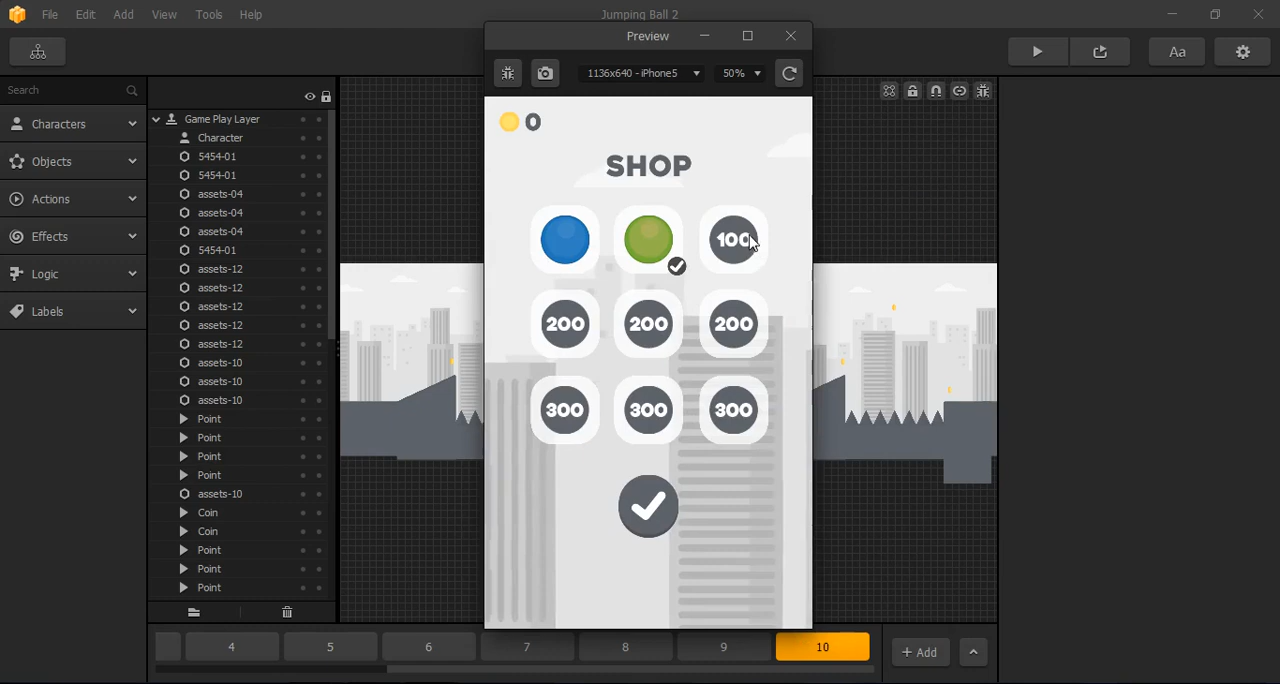 File Edit Add View Tools Help
Jumping Ball 2
Preview
1136x640 - iPhone5 50%
Aa
Search
Characters
Objects
Actions
Effects
Logic
Labels
Game Play Layer
Character
5454-01
5454-01
assets-04
assets-04
assets-04
5454-01
assets-12
assets-12
assets-12
assets-12
assets-12
assets-10
assets-10
assets-10
Point
Point
Point
Point
assets-10
Coin
Coin
Point
Point
Point
0
SHOP
100
200 200 200
300 300 300
4 5 6 7 8 9 10
+ Add